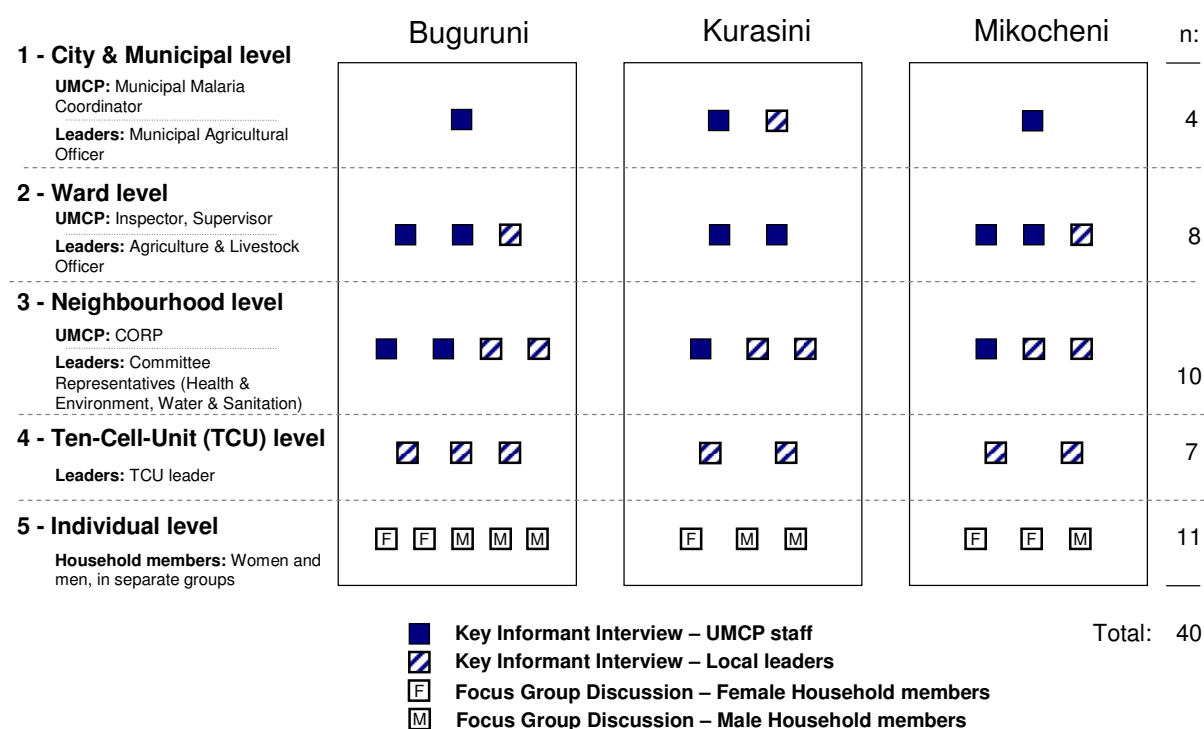 Buguruni Kurasini Mikocheni n:
1 - City & Municipal level
UMCP: Municipal Malaria
Coordinator
Leaders: Municipal Agricultural
Officer
4
2 - Ward level
UMCP: Inspector, Supervisor
Leaders: Agriculture & Livestock
Officer
8
3 - Neighbourhood level
UMCP: CORP
Leaders: Committee
Representatives (Health &
Environment, Water & Sanitation)
10
4 - Ten-Cell-Unit (TCU) level
Leaders: TCU leader
7
5 - Individual level
Household members: Women and
men, in separate groups
F F M M M F M M F F M
11
Key Informant Interview – UMCP staff
Total: 40
Key Informant Interview – Local leaders
F Focus Group Discussion – Female Household members
M Focus Group Discussion – Male Household members